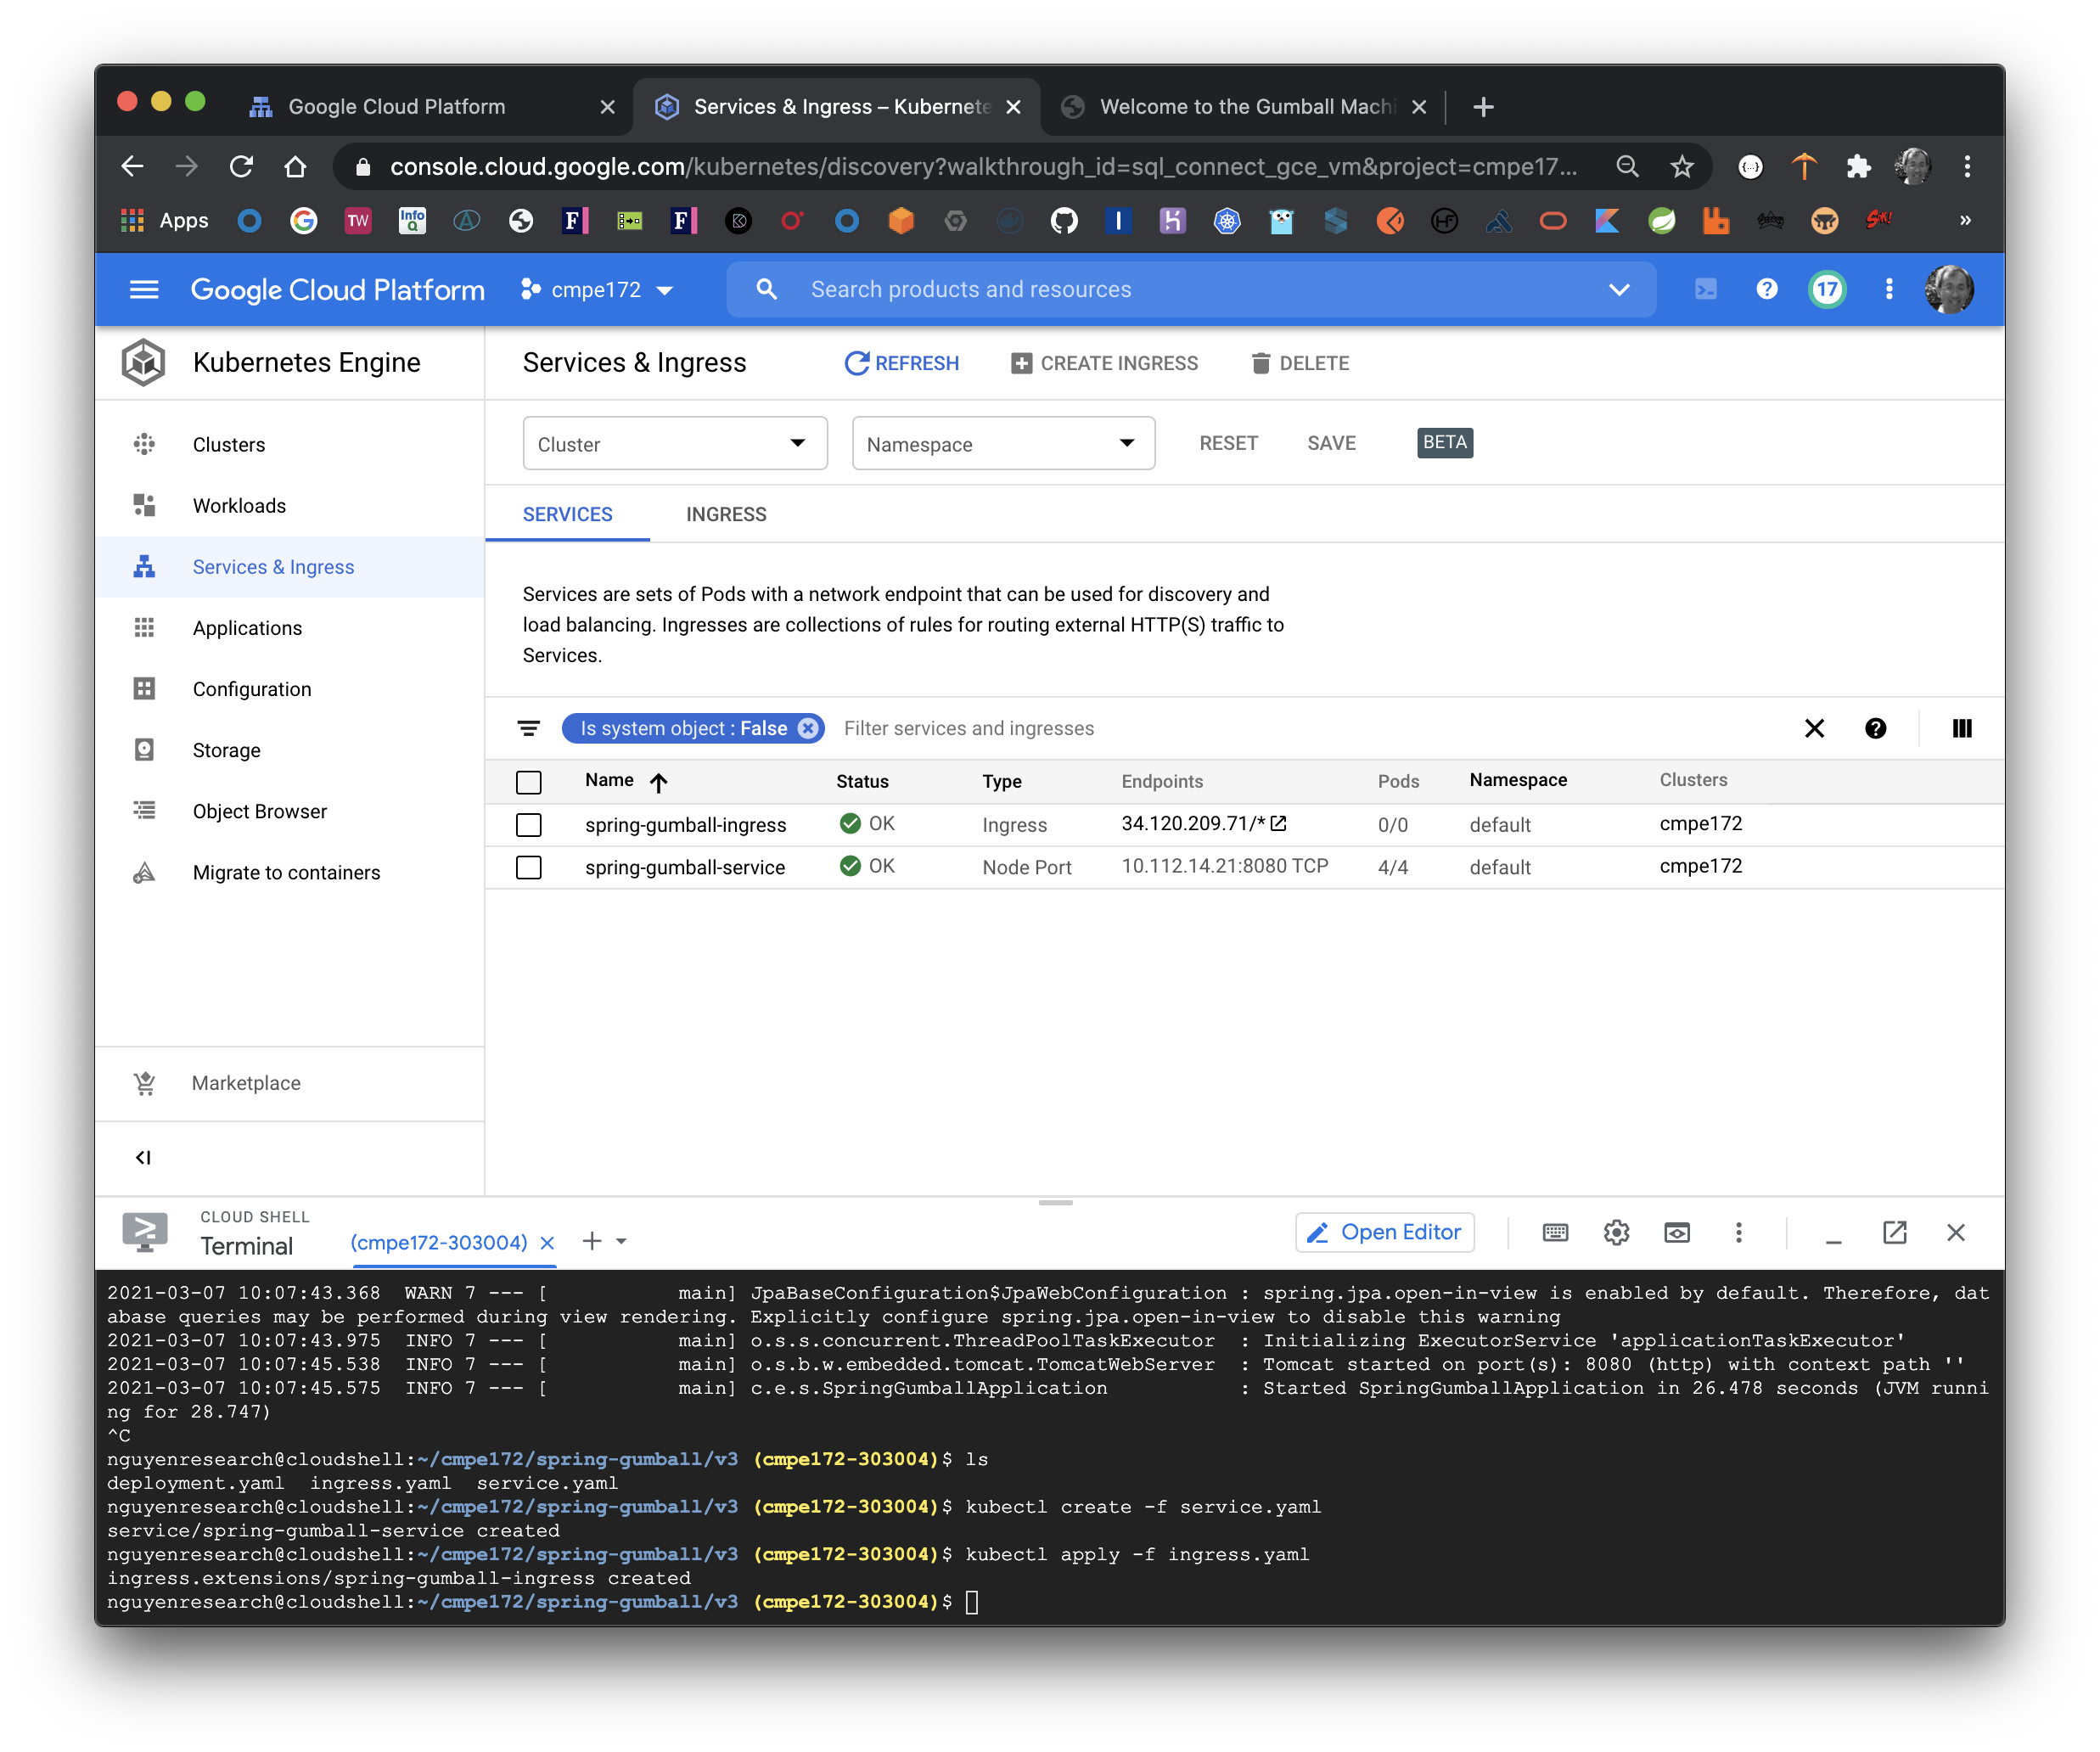 Google Cloud Platform
Services & Ingress – Kubernete
Welcome to the Gumball Machi
console.cloud.google.com/kubernetes/discovery?walkthrough_id=sql_connect_gce_vm&project=cmpe17...
Apps
TW
Info Q
F
F
I
HF
SK!
»
Google Cloud Platform
cmpe172
Search products and resources
17
Kubernetes Engine
Services & Ingress
REFRESH
CREATE INGRESS
DELETE
Clusters
Workloads
Services & Ingress
Applications
Configuration
Storage
Object Browser
Migrate to containers
Marketplace
Cluster
Namespace
RESET
SAVE
BETA
SERVICES
INGRESS
Services are sets of Pods with a network endpoint that can be used for discovery and
load balancing. Ingresses are collections of rules for routing external HTTP(S) traffic to
Services.
Is system object : False
Filter services and ingresses
Name Status Type Endpoints Pods Namespace Clusters
spring-gumball-ingress OK Ingress 34.120.209.71/* 0/0 default cmpe172
spring-gumball-service OK Node Port 10.112.14.21:8080 TCP 4/4 default cmpe172
CLOUD SHELL
Terminal
(cmpe172-303004)
Open Editor
2021-03-07 10:07:43.368  WARN 7 --- [           main] JpaBaseConfiguration$JpaWebConfiguration : spring.jpa.open-in-view is enabled by default. Therefore, dat
abase queries may be performed during view rendering. Explicitly configure spring.jpa.open-in-view to disable this warning
2021-03-07 10:07:43.975  INFO 7 --- [           main] o.s.s.concurrent.ThreadPoolTaskExecutor  : Initializing ExecutorService 'applicationTaskExecutor'
2021-03-07 10:07:45.538  INFO 7 --- [           main] o.s.b.w.embedded.tomcat.TomcatWebServer  : Tomcat started on port(s): 8080 (http) with context path ''
2021-03-07 10:07:45.575  INFO 7 --- [           main] c.e.s.SpringGumballApplication           : Started SpringGumballApplication in 26.478 seconds (JVM runni
ng for 28.747)
^C
nguyenresearch@cloudshell:~/cmpe172/spring-gumball/v3 (cmpe172-303004)$ ls
deployment.yaml  ingress.yaml  service.yaml
nguyenresearch@cloudshell:~/cmpe172/spring-gumball/v3 (cmpe172-303004)$ kubectl create -f service.yaml
service/spring-gumball-service created
nguyenresearch@cloudshell:~/cmpe172/spring-gumball/v3 (cmpe172-303004)$ kubectl apply -f ingress.yaml
ingress.extensions/spring-gumball-ingress created
nguyenresearch@cloudshell:~/cmpe172/spring-gumball/v3 (cmpe172-303004)$